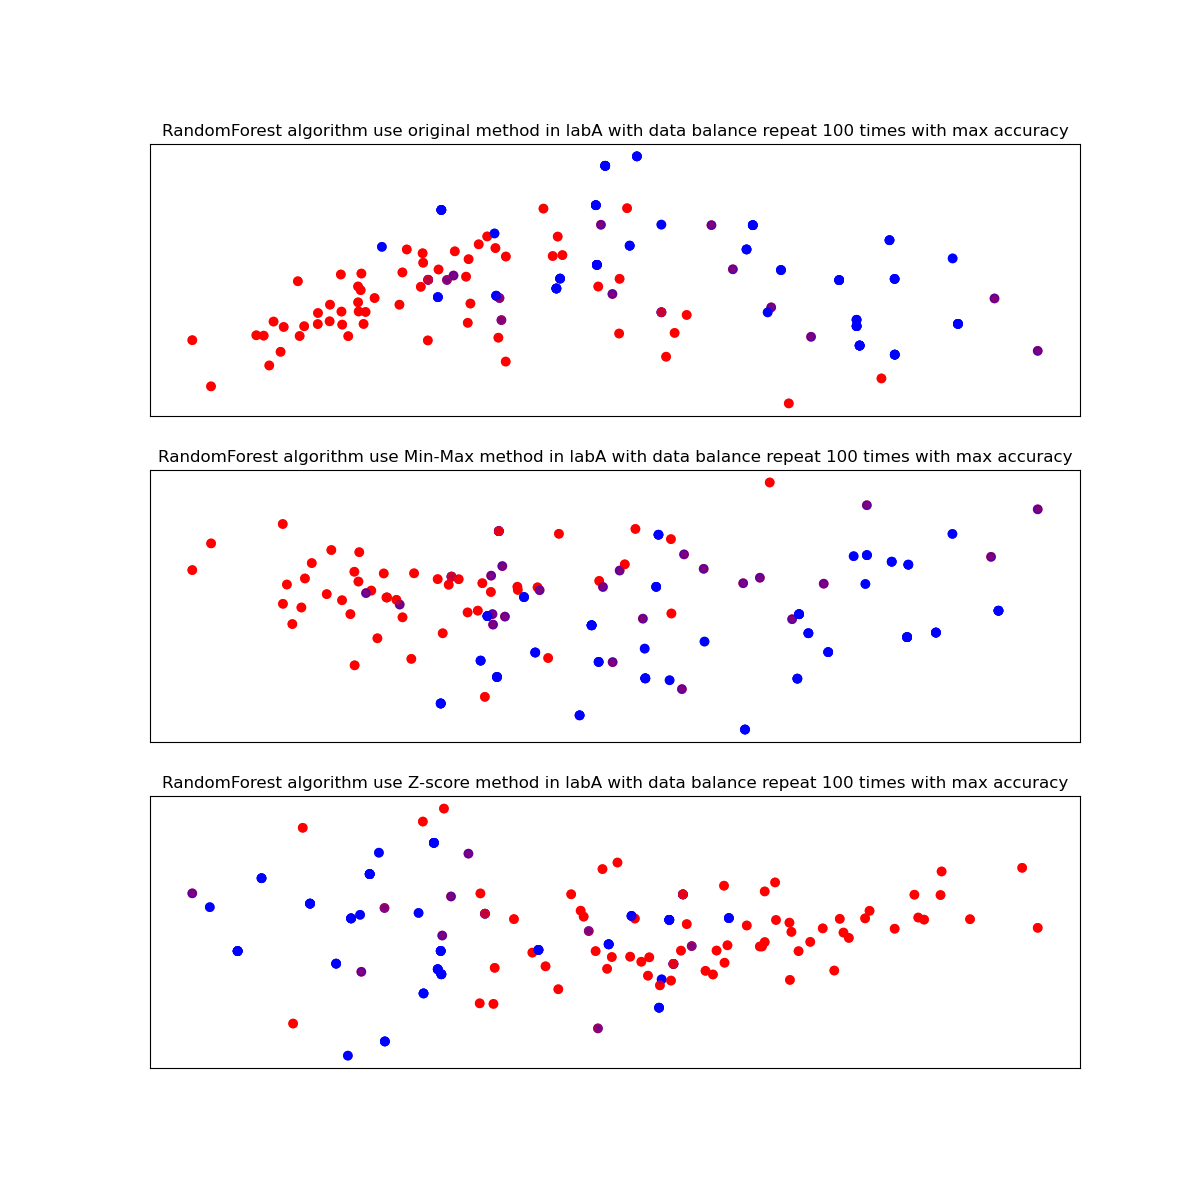 RandomForest algorithm use original method in labA with data balance repeat 100 times with max accuracy
RandomForest algorithm use Min-Max method in labA with data balance repeat 100 times with max accuracy
RandomForest algorithm use Z-score method in labA with data balance repeat 100 times with max accuracy